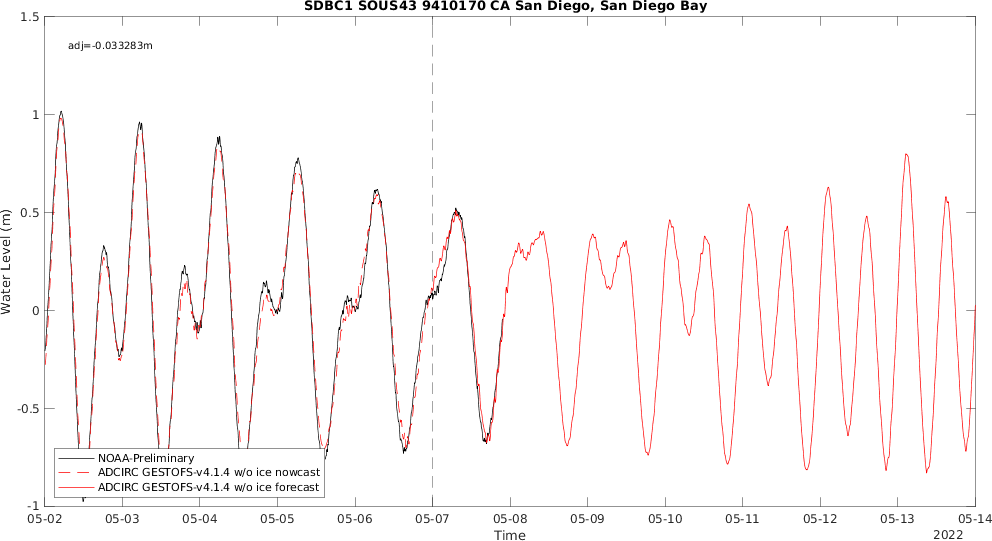 SDBC1 SOUS43 9410170 CA San Diego, San Diego Bay
adj=-0.033283m
Water Level (m)
1.5
1
0.5
0
-0.5
-1
NOAA-Preliminary
ADCIRC GESTOFS-v4.1.4 w/o ice nowcast
ADCIRC GESTOFS-v4.1.4 w/o ice forecast
05-02 05-03 05-04 05-05 05-06 05-07 05-08 05-09 05-10 05-11 05-12 05-13 05-14
Time
2022